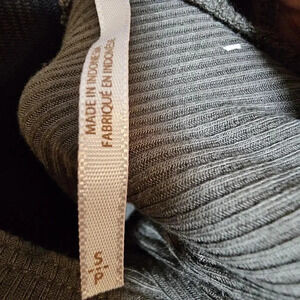 MADE IN INDONESIA
FABRIQUÉ EN INDONÉSIE
S
P